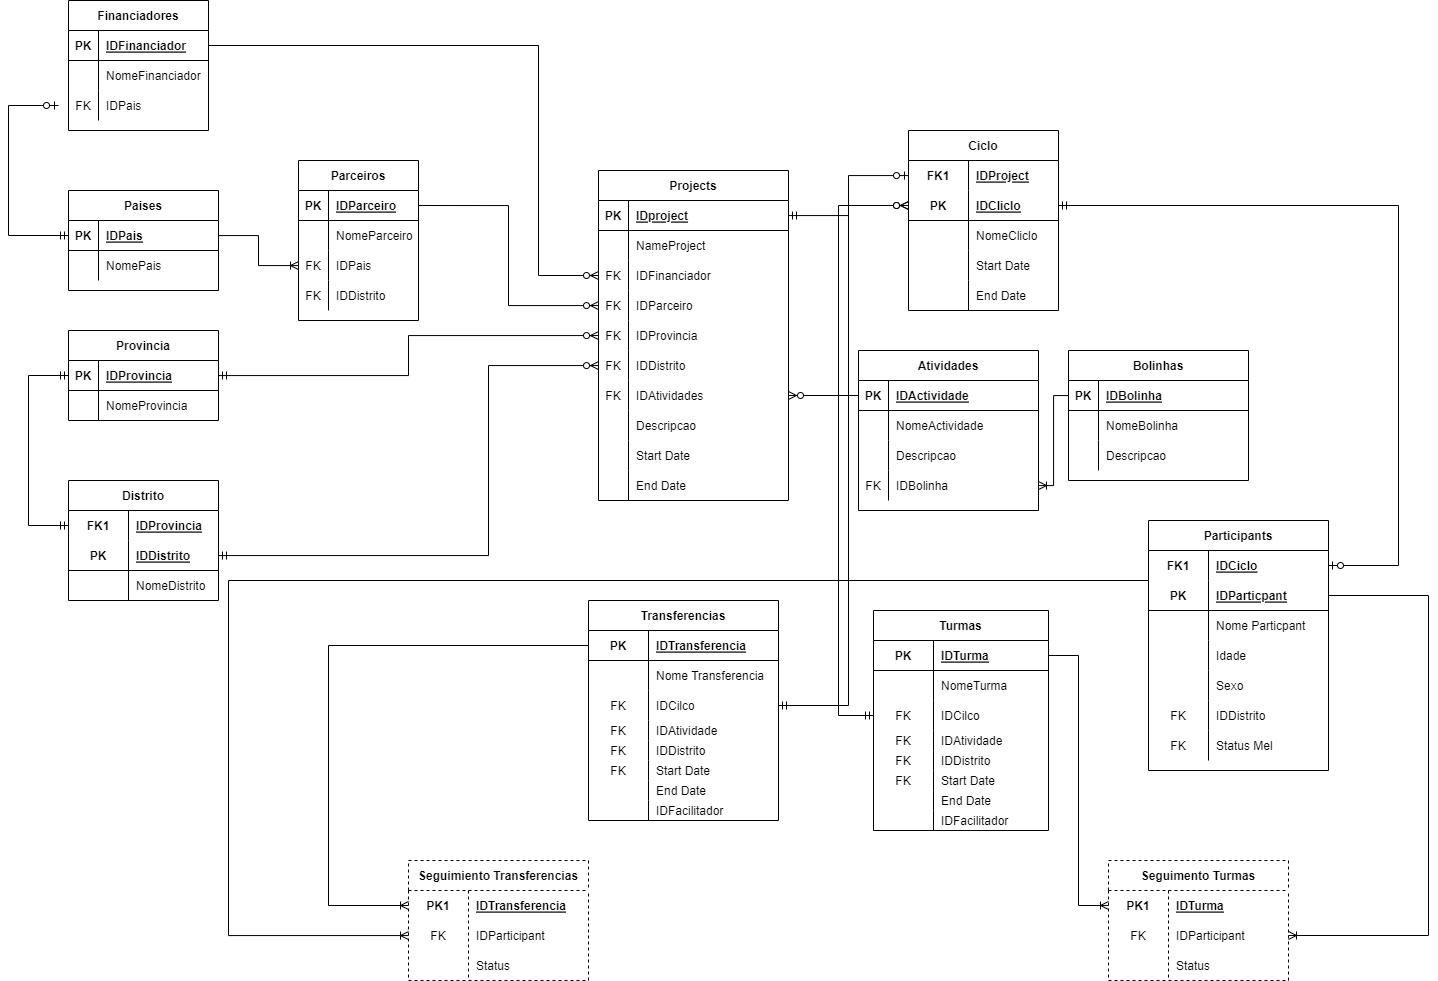 Financiadores
PK IDFinanciador
NomeFinanciador
FK IDPais
Paises
PK IDPais
NomePais
Parceiros
PK IDParceiro
NomeParceiro
FK IDPais
FK IDDistrito
Provincia
PK IDProvincia
NomeProvincia
Distrito
FK1 IDProvincia
PK IDDistrito
NomeDistrito
Projects
PK IDproject
NameProject
FK IDFinanciador
FK IDParceiro
FK IDProvincia
FK IDDistrito
FK IDAtividades
Descripcao
Start Date
End Date
Ciclo
FK1 IDProject
PK IDCliclo
NomeCliclo
Start Date
End Date
Atividades
PK IDActividade
NomeActividade
Descripcao
FK IDBolinha
Bolinhas
PK IDBolinha
NomeBolinha
Descripcao
Participants
FK1 IDCiclo
PK IDParticpant
Nome Particpant
Idade
Sexo
FK IDDistrito
FK Status Mel
Transferencias
PK IDTransferencia
Nome Transferencia
FK IDCilco
FK IDAtividade
FK IDDistrito
FK Start Date
End Date
IDFacilitador
Turmas
PK IDTurma
NomeTurma
FK IDCilco
FK IDAtividade
FK IDDistrito
FK Start Date
End Date
IDFacilitador
Seguimiento Transferencias
PK1 IDTransferencia
FK IDParticipant
Status
Seguimento Turmas
PK1 IDTurma
FK IDParticipant
Status